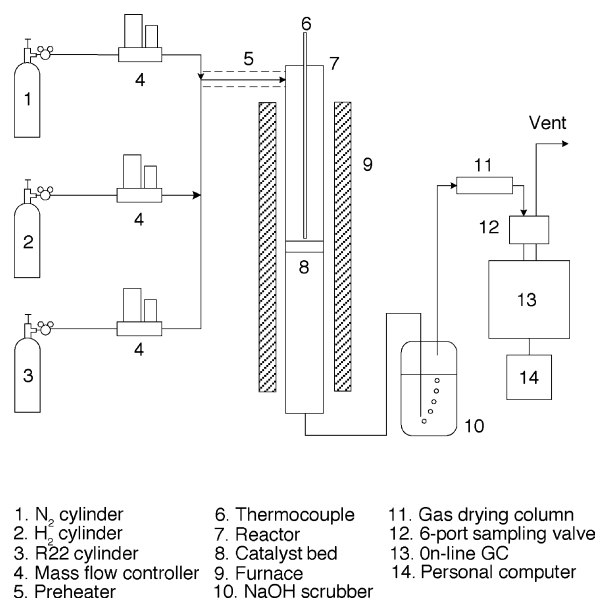 6
5
7
4
1
Vent
11
9
4
12
2
8
13
4
3
14
10
1. N2 cylinder
2. H2 cylinder
3. R22 cylinder
4. Mass flow controller
5. Preheater
6. Thermocouple
7. Reactor
8. Catalyst bed
9. Furnace
10. NaOH scrubber
11. Gas drying column
12. 6-port sampling valve
13. 0n-line GC
14. Personal computer